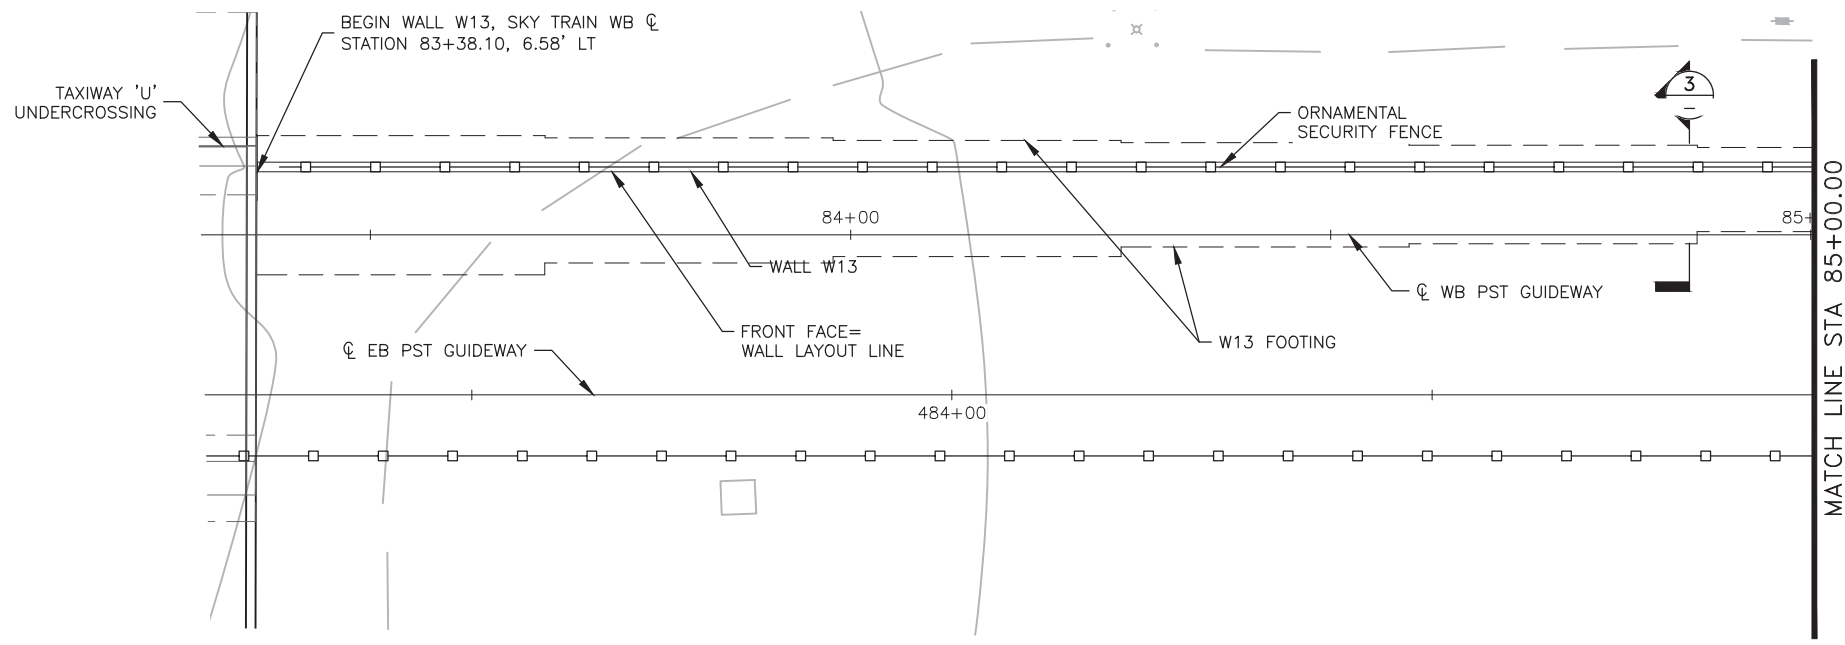 BEGIN WALL W13, SKY TRAIN WB ℄
STATION 83+38.10, 6.58' LT
TAXIWAY 'U'
UNDERCROSSING
3
–
ORNAMENTAL
SECURITY FENCE
84+00
85+
WALL W13
℄ WB PST GUIDEWAY
FRONT FACE=
WALL LAYOUT LINE
W13 FOOTING
℄ EB PST GUIDEWAY
484+00
MATCH LINE STA 85+00.00